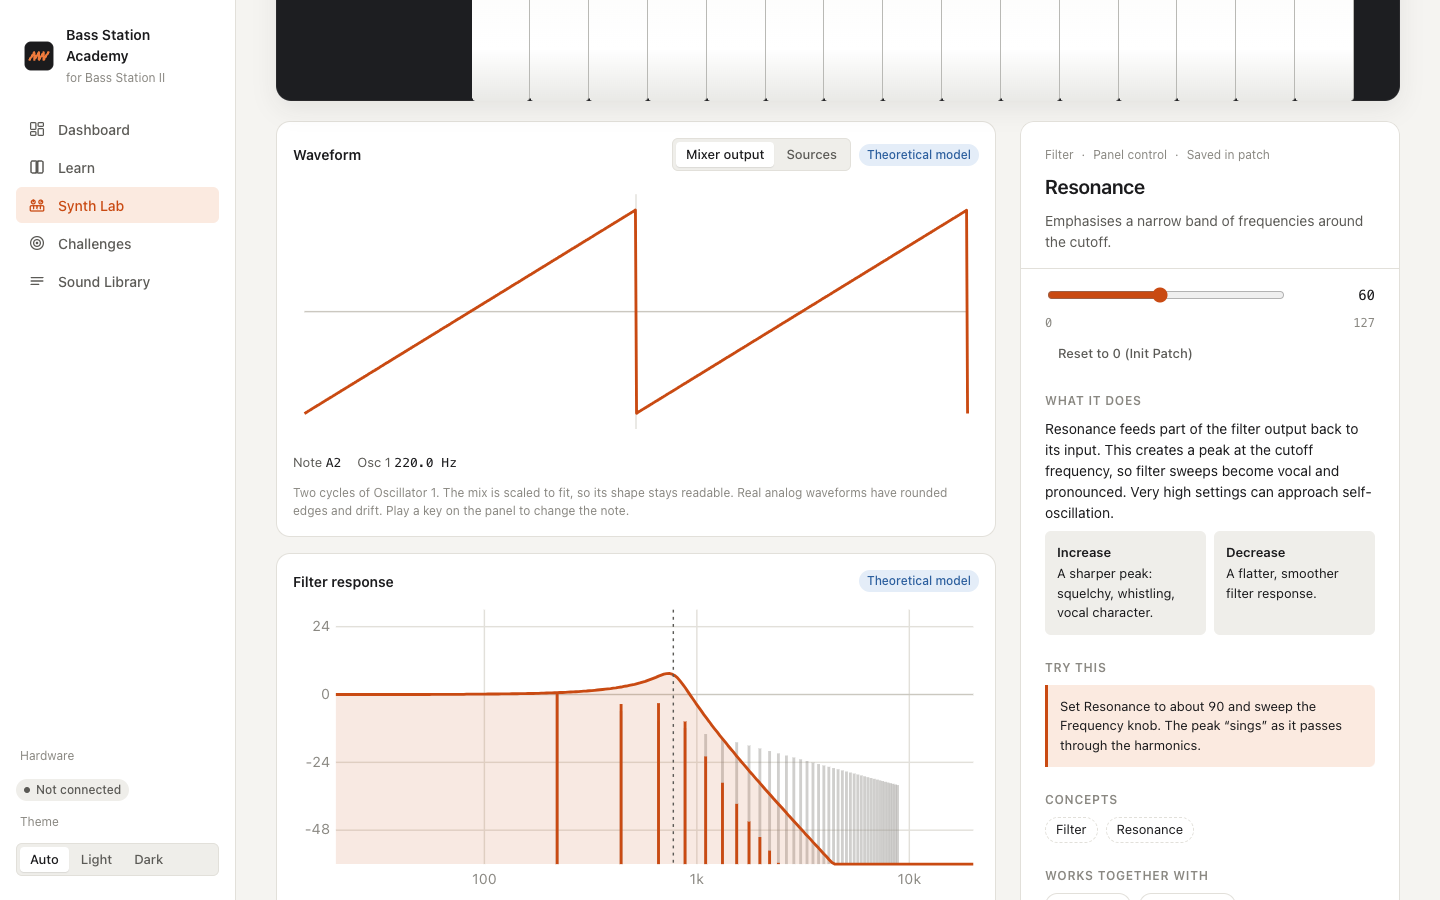 Bass Station
Academy
for Bass Station II
Dashboard
Learn
Synth Lab
Challenges
Sound Library
Hardware
Not connected
Theme
Auto Light Dark
Waveform
Mixer output Sources
Theoretical model
Note A2 Osc 1 220.0 Hz
Two cycles of Oscillator 1. The mix is scaled to fit, so its shape stays readable. Real analog waveforms have rounded
edges and drift. Play a key on the panel to change the note.
Filter response
Theoretical model
24
0
-24
-48
100 1k 10k
Filter · Panel control · Saved in patch
Resonance
Emphasises a narrow band of frequencies around
the cutoff.
60
0 127
Reset to 0 (Init Patch)
WHAT IT DOES
Resonance feeds part of the filter output back to
its input. This creates a peak at the cutoff
frequency, so filter sweeps become vocal and
pronounced. Very high settings can approach self-
oscillation.
Increase
A sharper peak:
squelchy, whistling,
vocal character.
Decrease
A flatter, smoother
filter response.
TRY THIS
Set Resonance to about 90 and sweep the
Frequency knob. The peak “sings” as it passes
through the harmonics.
CONCEPTS
Filter Resonance
WORKS TOGETHER WITH